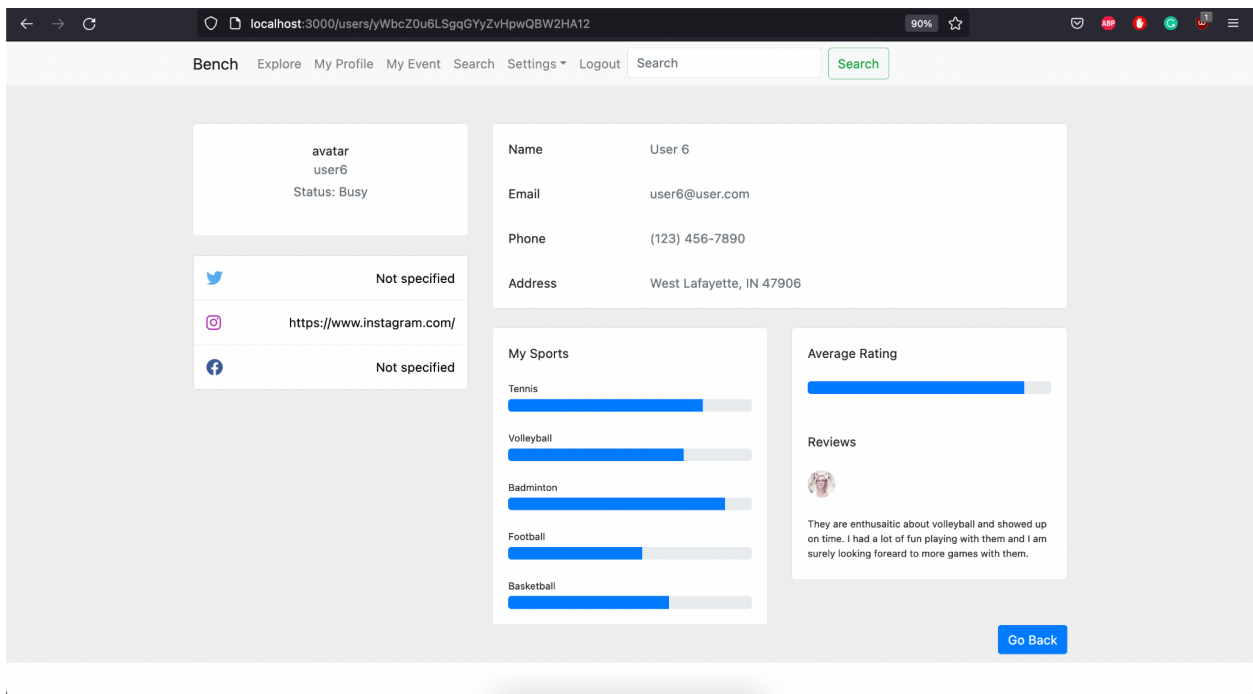 localhost:3000/users/yWbcZ0u6LSgqGYyZvHpwQBW2HA12
90%
ABP
1
Bench Explore My Profile My Event Search Settings Logout Search Search
avatar
user6
Status: Busy
Not specified
https://www.instagram.com/
Not specified
Name User 6
Email user6@user.com
Phone (123) 456-7890
Address West Lafayette, IN 47906
My Sports
Tennis
Volleyball
Badminton
Football
Basketball
Average Rating
Reviews
They are enthusaitic about volleyball and showed up
on time. I had a lot of fun playing with them and I am
surely looking foreard to more games with them.
Go Back